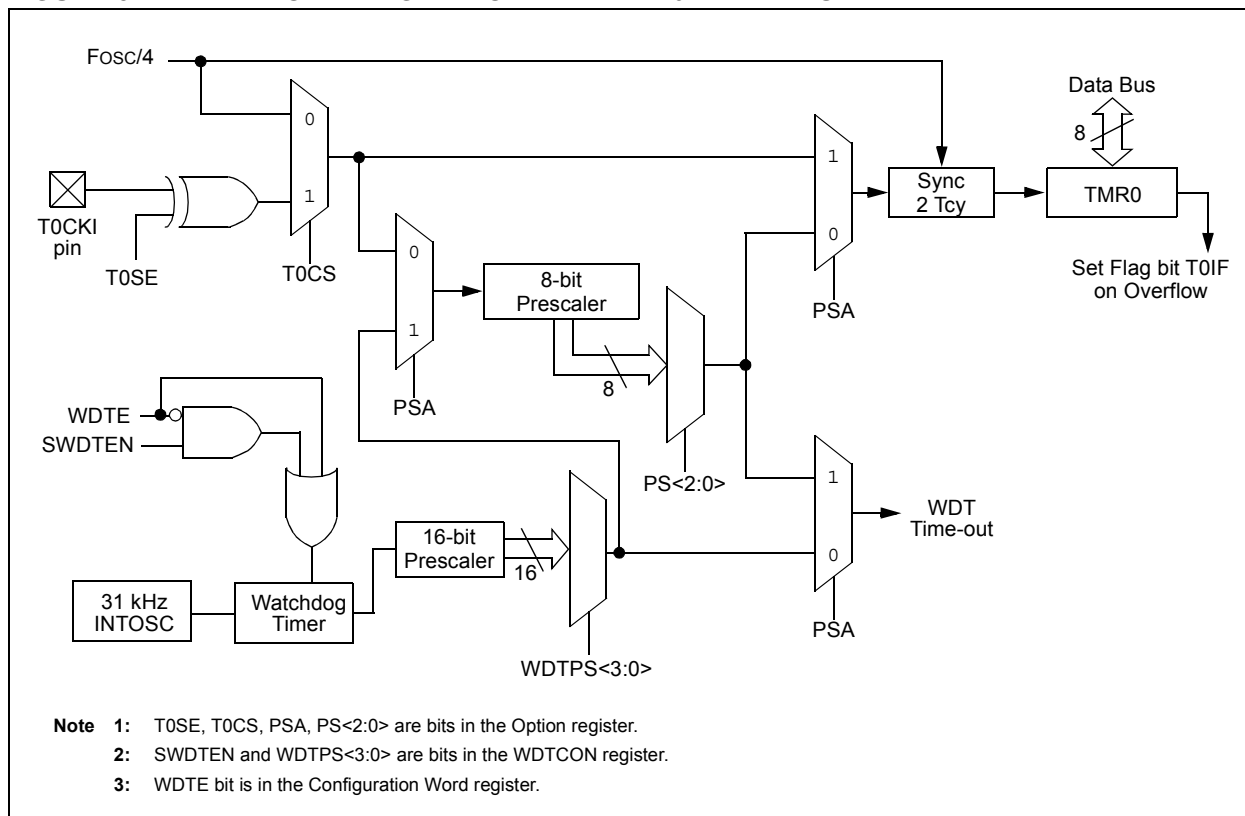 FOSC/4
Data Bus
8
0
1
1
0
T0CKI
pin
T0SE
T0CS
Sync
2 TCY
TMR0
Set Flag bit T0IF
on Overflow
PSA
0
1
8-bit
Prescaler
8
PSA
PS<2:0>
WDTE
SWDTEN
1
0
WDT
Time-out
PSA
16-bit
Prescaler
16
31 kHz
INTOSC
Watchdog
Timer
WDTPS<3:0>
Note 1: T0SE, T0CS, PSA, PS<2:0> are bits in the Option register.
2: SWDTEN and WDTPS<3:0> are bits in the WDTCON register.
3: WDTE bit is in the Configuration Word register.